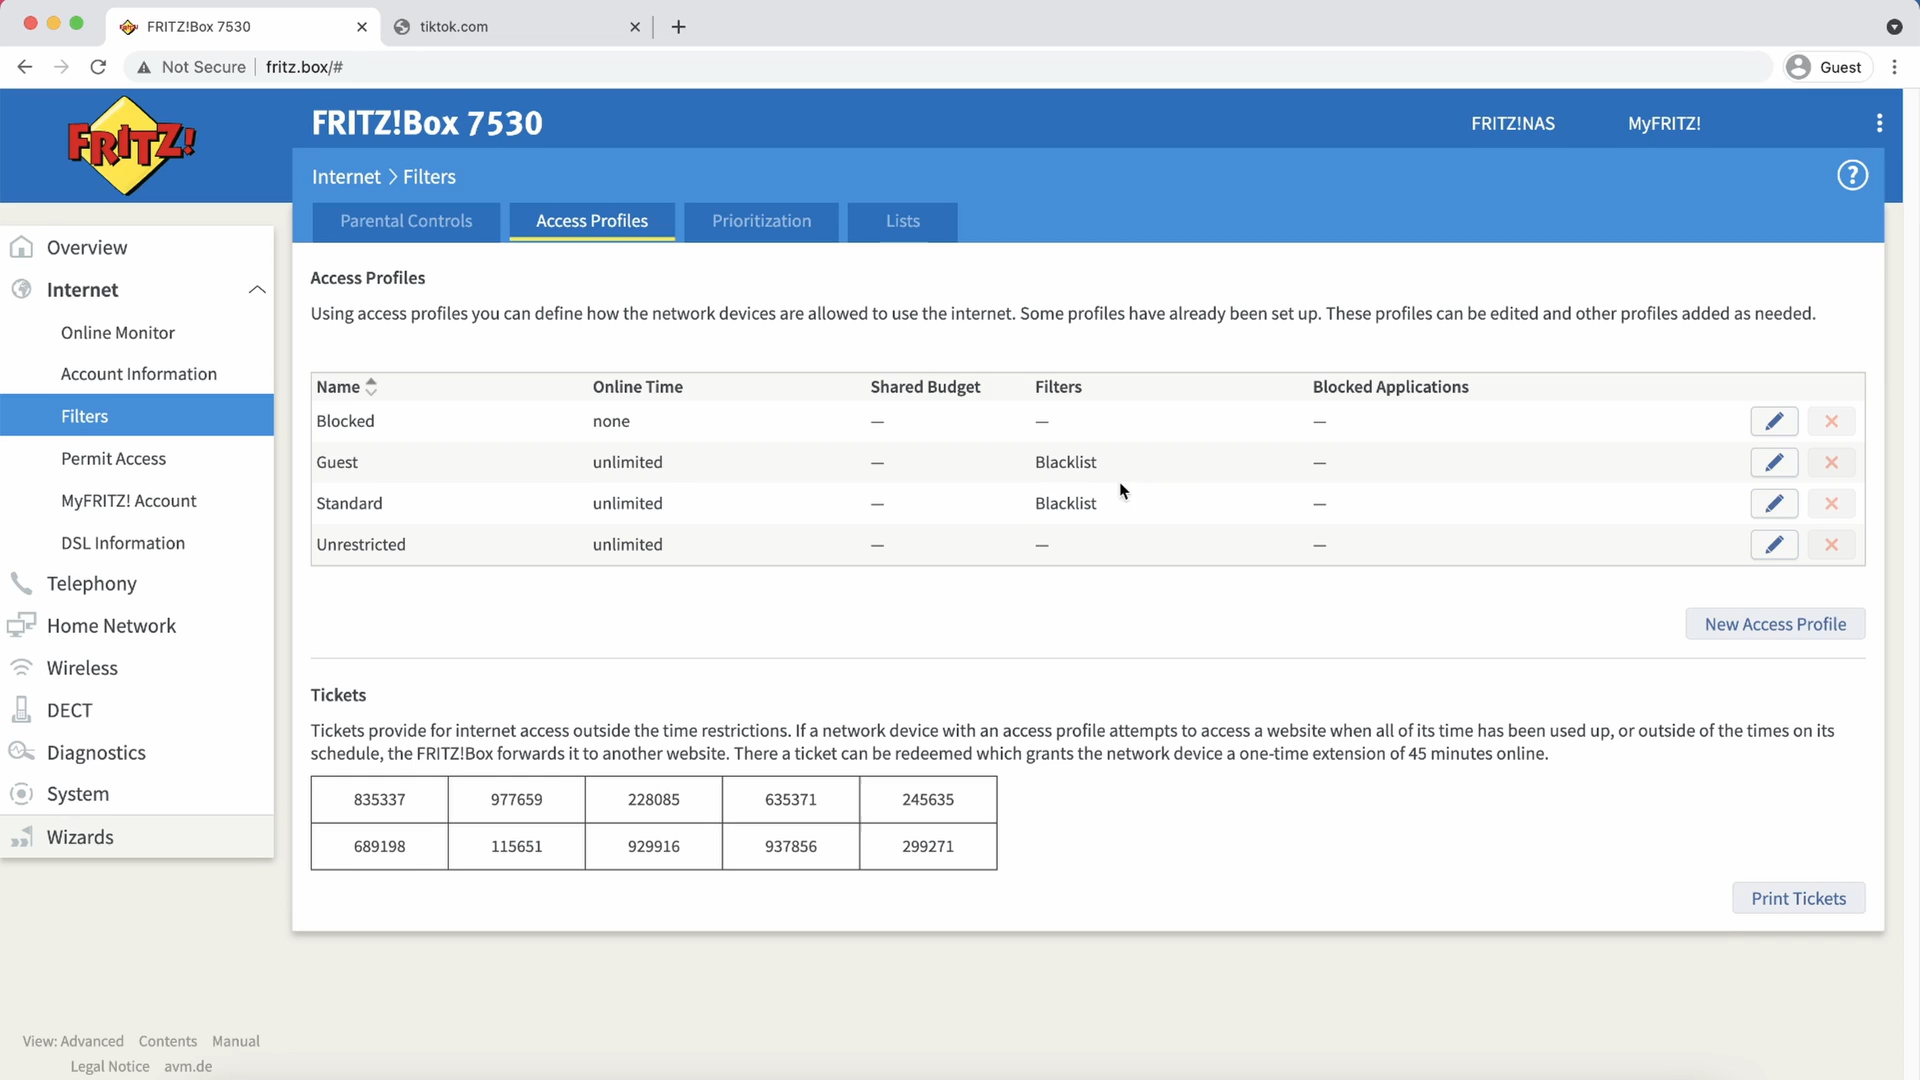 FRITZ!Box 7530
tiktok.com
Not Secure
fritz.box/#
Guest
FRITZ!
FRITZ!Box 7530
FRITZ!NAS
MyFRITZ!
Internet > Filters
?
Parental Controls
Access Profiles
Prioritization
Lists
Overview
Internet
Online Monitor
Account Information
Filters
Permit Access
MyFRITZ! Account
DSL Information
Telephony
Home Network
Wireless
DECT
Diagnostics
System
Wizards
Access Profiles
Using access profiles you can define how the network devices are allowed to use the internet. Some profiles have already been set up. These profiles can be edited and other profiles added as needed.
Name Online Time Shared Budget Filters Blocked Applications
Blocked none — — —
Guest unlimited — Blacklist —
Standard unlimited — Blacklist —
Unrestricted unlimited — — —
New Access Profile
Tickets
Tickets provide for internet access outside the time restrictions. If a network device with an access profile attempts to access a website when all of its time has been used up, or outside of the times on its
schedule, the FRITZ!Box forwards it to another website. There a ticket can be redeemed which grants the network device a one-time extension of 45 minutes online.
835337 977659 228085 635371 245635
689198 115651 929916 937856 299271
Print Tickets
View: Advanced Contents Manual
Legal Notice avm.de